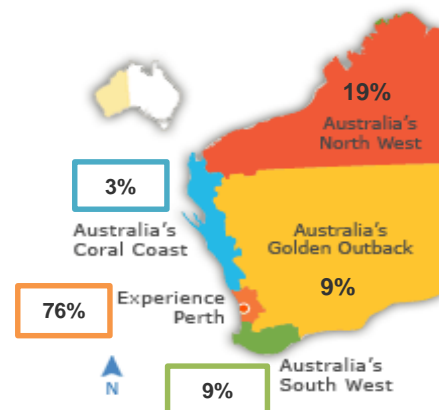 19%
Australia's
North West
3%
Australia's
Coral Coast
Australia's
Golden Outback
9%
76%
Experience
Perth
N
9%
Australia's
South West